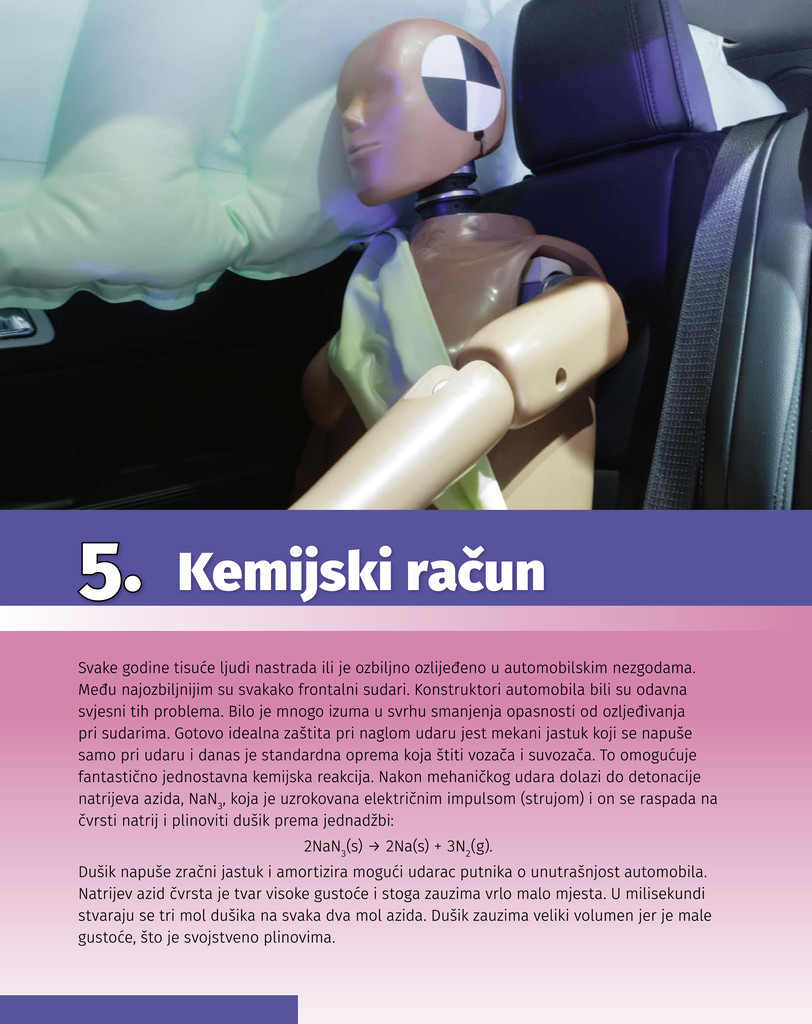 5. Kemijski račun
Svake godine tisuće ljudi nastrada ili je ozbiljno ozlijeđeno u automobilskim nezgodama.
Među najozbiljnijim su svakako frontalni sudari. Konstruktori automobila bili su odavna
svjesni tih problema. Bilo je mnogo izuma u svrhu smanjenja opasnosti od ozljeđivanja
pri sudarima. Gotovo idealna zaštita pri naglom udaru jest mekani jastuk koji se napuše
samo pri udaru i danas je standardna oprema koja štiti vozača i suvozača. To omogućuje
fantastično jednostavna kemijska reakcija. Nakon mehaničkog udara dolazi do detonacije
natrijeva azida, NaN₃, koja je uzrokovana električnim impulsom (strujom) i on se raspada na
čvrsti natrij i plinoviti dušik prema jednadžbi:
2NaN₃(s) → 2Na(s) + 3N₂(g).
Dušik napuše zračni jastuk i amortizira mogući udarac putnika o unutrašnjost automobila.
Natrijev azid čvrsta je tvar visoke gustoće i stoga zauzima vrlo malo mjesta. U milisekundi
stvaraju se tri mol dušika na svaka dva mol azida. Dušik zauzima veliki volumen jer je male
gustoće, što je svojstveno plinovima.